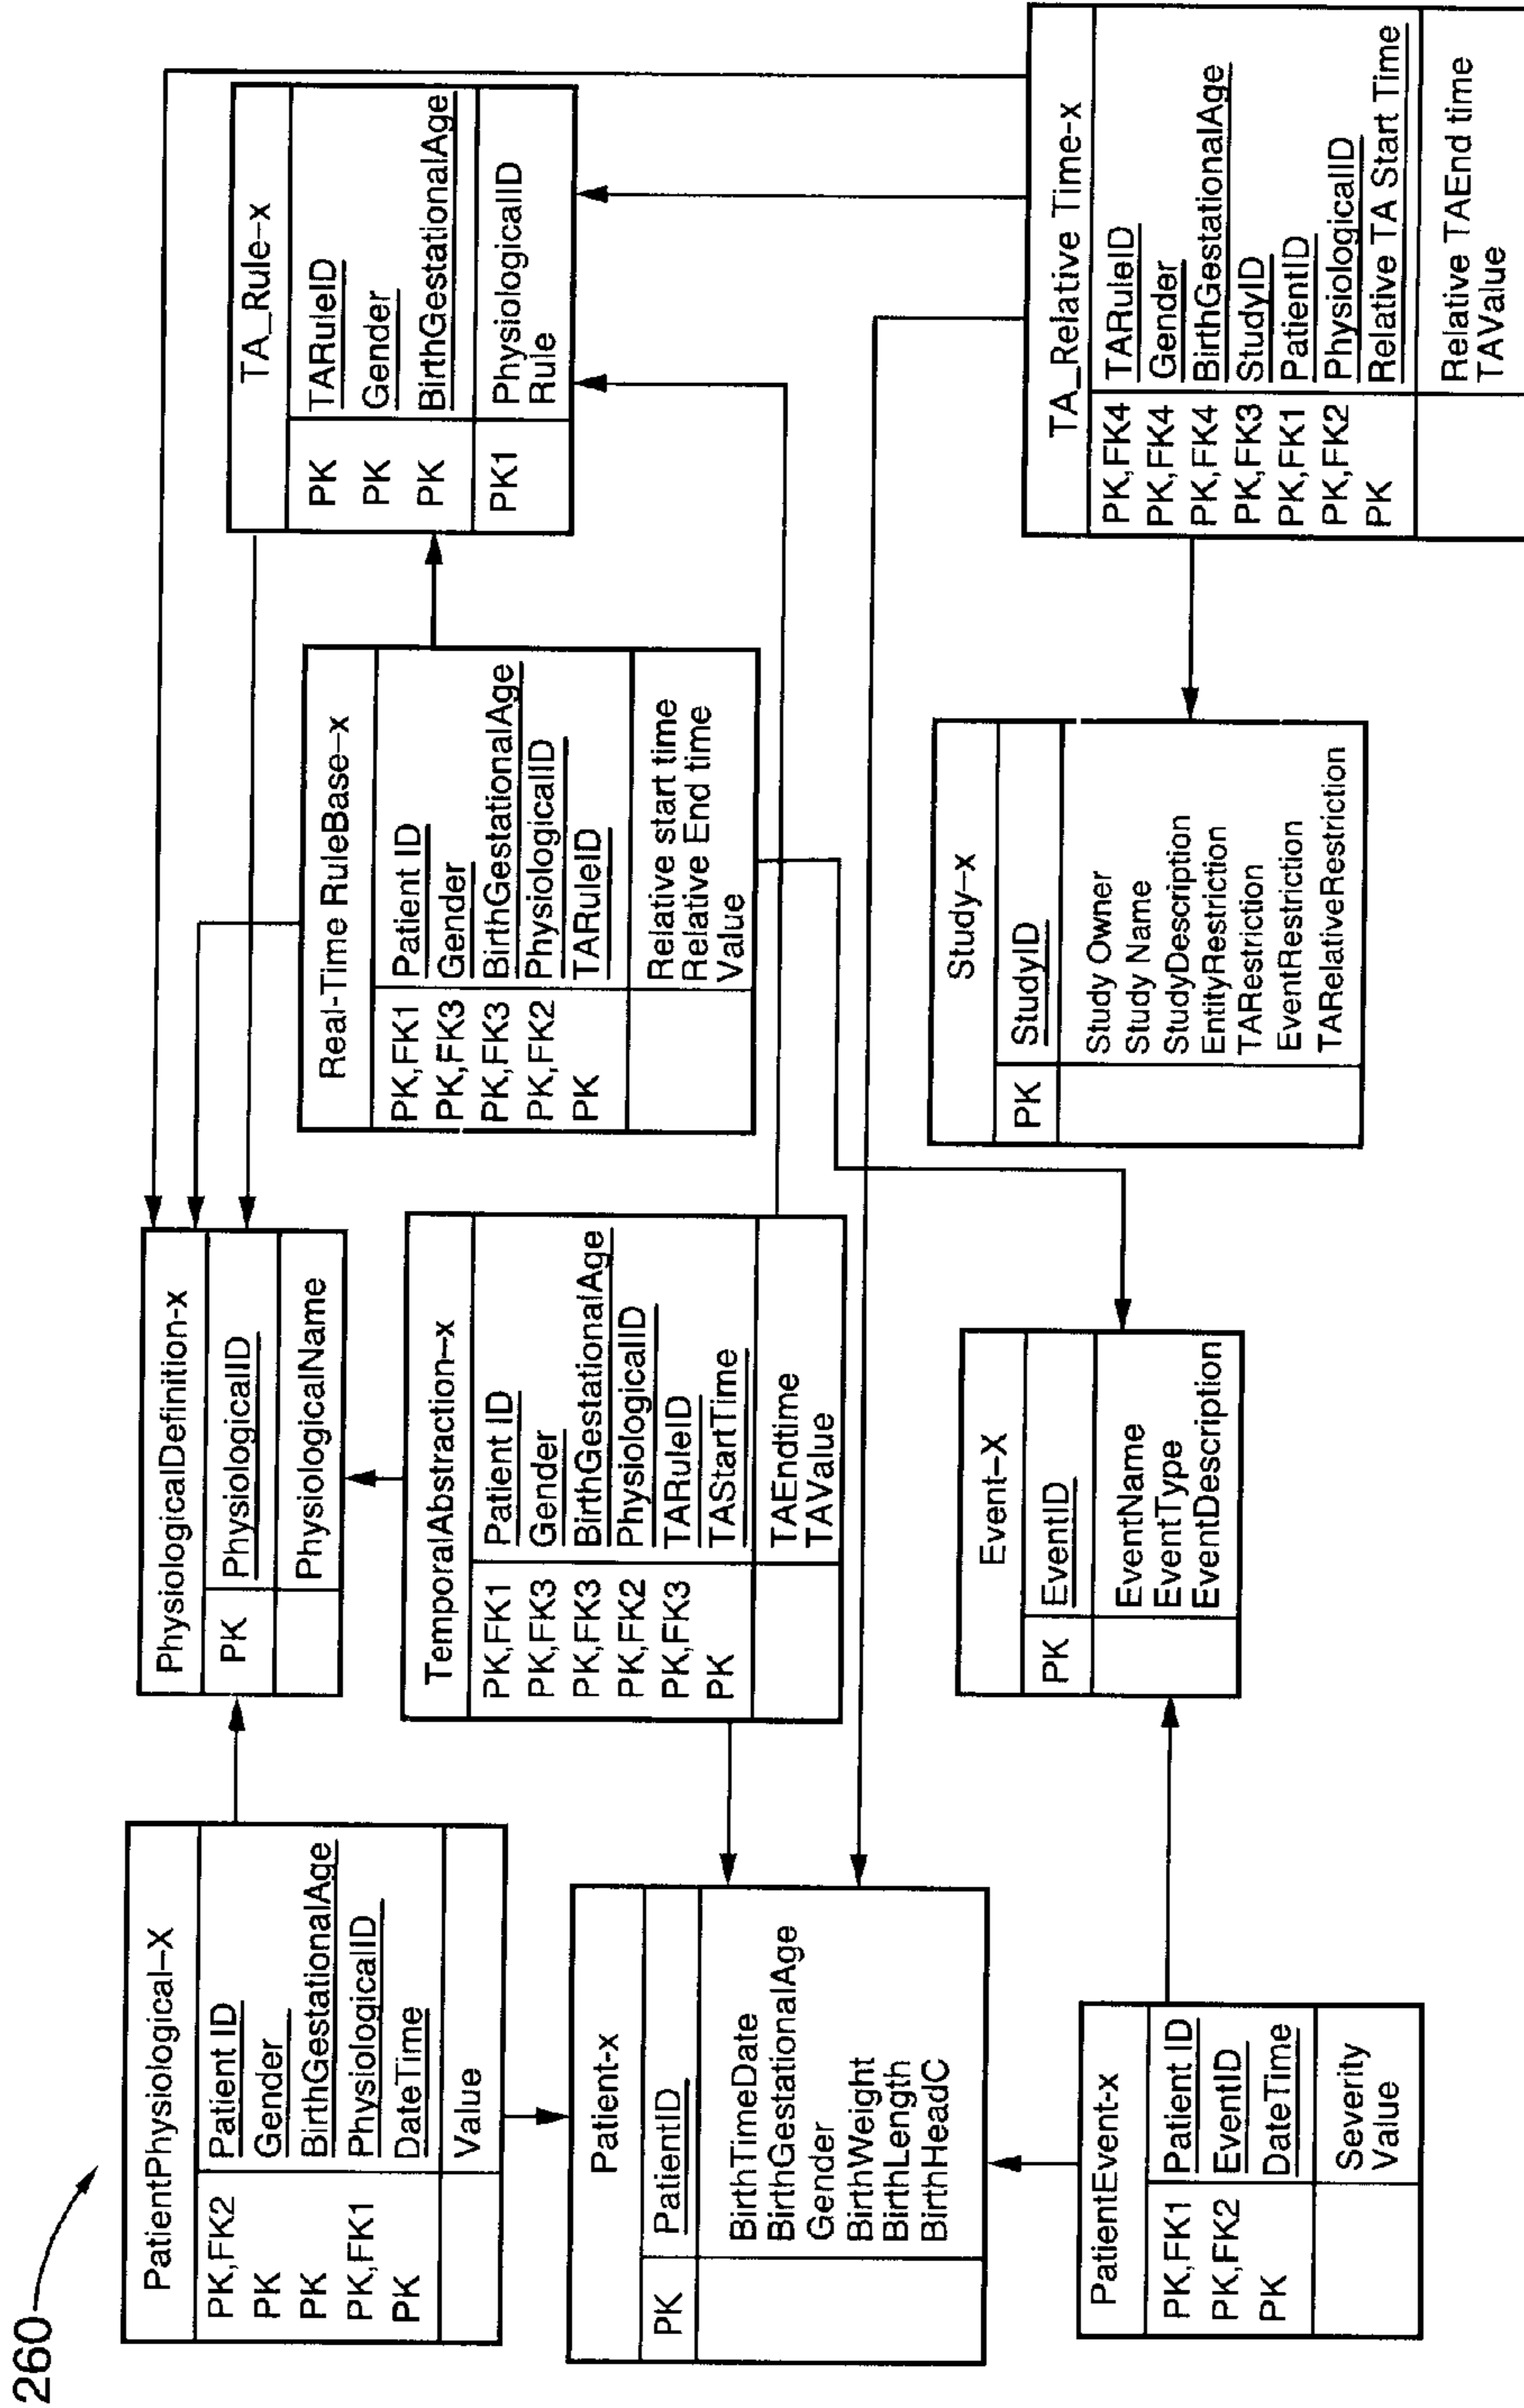 260
PatientPhysiological-X
PK,FK2 Patient ID
PK Gender
PK BirthGestationalAge
PK,FK1 PhysiologicalID
PK DateTime
Value
PhysiologicalDefinition-x
PK PhysiologicalID
PhysiologicalName
TA_Rule-x
PK TARuleID
PK Gender
PK BirthGestationalAge
PK1 PhysiologicalID
Rule
Real-Time RuleBase-x
PK,FK1 Patient ID
PK,FK3 Gender
PK,FK3 BirthGestationalAge
PK,FK2 PhysiologicalID
PK TARuleID
Relative start time
Relative End time
Value
TemporalAbstraction-x
PK,FK1 Patient ID
PK,FK3 Gender
PK,FK3 BirthGestationalAge
PK,FK2 PhysiologicalID
PK,FK3 TARuleID
PK TAStartTime
TAEndtime
TAValue
Patient-x
PK PatientID
BirthTimeDate
BirthGestationalAge
Gender
BirthWeight
BirthLength
BirthHeadC
Event-X
PK EventID
EventName
EventType
EventDescription
Study-x
PK StudyID
Study Owner
Study Name
StudyDescription
EntityRestriction
TARestriction
EventRestriction
TARelativeRestriction
TA_Relative Time-x
PK,FK4 TARuleID
PK,FK4 Gender
PK,FK4 BirthGestationalAge
PK,FK3 StudyID
PK,FK1 PatientID
PK,FK2 PhysiologicalID
PK Relative TA Start Time
Relative TAEnd time
TAValue
PatientEvent-x
PK,FK1 Patient ID
PK,FK2 EventID
PK DateTime
Severity
Value